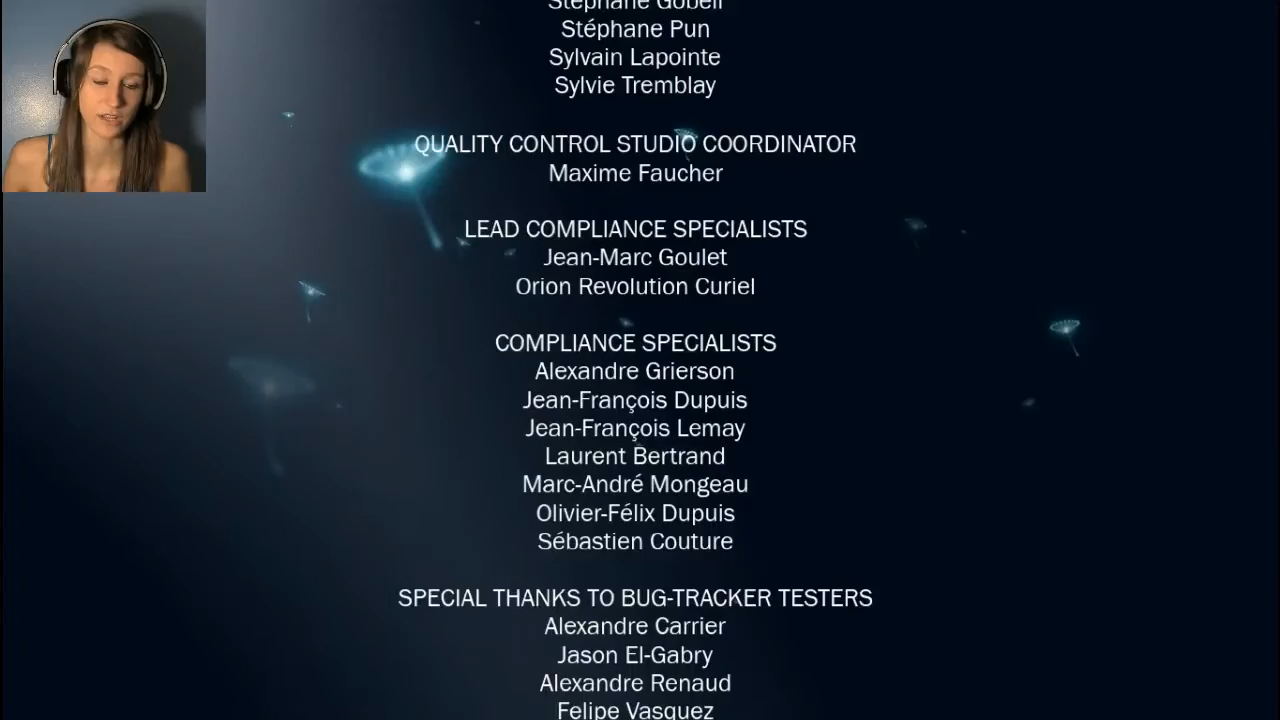 Stéphane Gobeil
Stéphane Pun
Sylvain Lapointe
Sylvie Tremblay
QUALITY CONTROL STUDIO COORDINATOR
Maxime Faucher
LEAD COMPLIANCE SPECIALISTS
Jean-Marc Goulet
Orion Revolution Curiel
COMPLIANCE SPECIALISTS
Alexandre Grierson
Jean-François Dupuis
Jean-François Lemay
Laurent Bertrand
Marc-André Mongeau
Olivier-Félix Dupuis
Sébastien Couture
SPECIAL THANKS TO BUG-TRACKER TESTERS
Alexandre Carrier
Jason El-Gabry
Alexandre Renaud
Felipe Vasquez